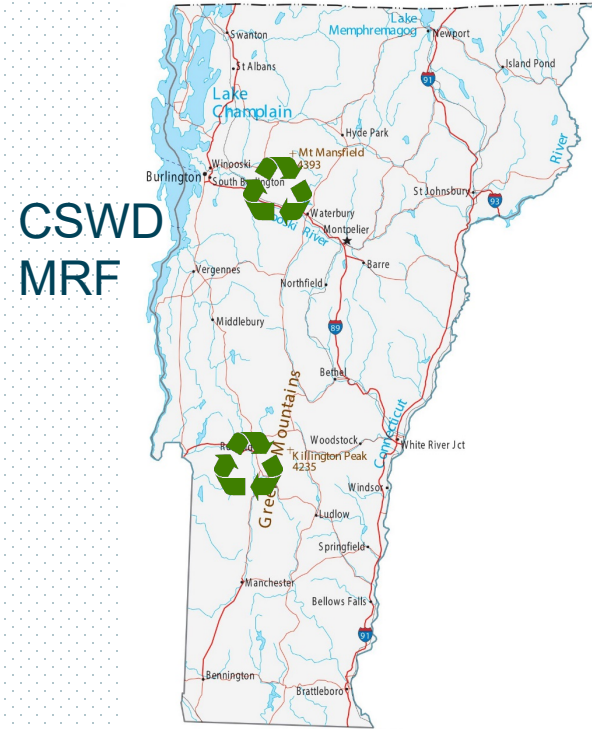 CSWD
MRF
Lake
Memphremagog
Newport
Swanton
St Albans
Island Pond
91
Lake
Champlain
Hyde Park
Mt Mansfield
4393
River
Winooski
Burlington
South Burlington
St Johnsbury
93
Waterbury
River
Montpelier
Barre
Vergennes
Northfield
Middlebury
89
Bethel
Green Mountains
Connecticut
Woodstock
White River Jct
Killington Peak
4235
Windsor
Ludlow
Springfield
Manchester
Bellows Falls
91
Bennington
Brattleboro